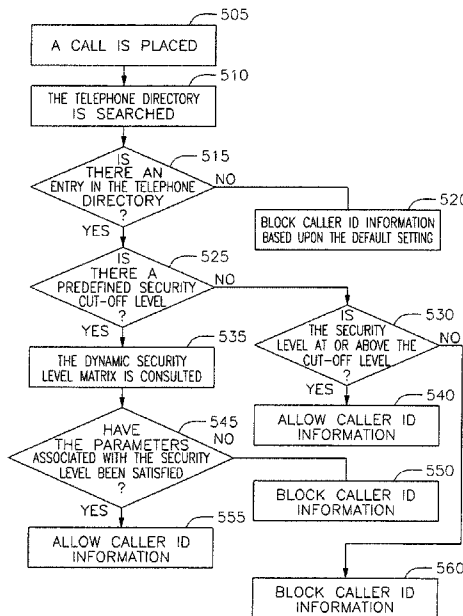 505
A CALL IS PLACED
510
THE TELEPHONE DIRECTORY
IS SEARCHED
515
IS
THERE AN
ENTRY IN THE TELEPHONE
DIRECTORY
?
NO
YES
520
BLOCK CALLER ID INFORMATION
BASED UPON THE DEFAULT SETTING
525
IS
THERE A
PREDEFINED SECURITY
CUT-OFF LEVEL
?
NO
YES
530
IS
THE SECURITY
LEVEL AT OR ABOVE THE
CUT-OFF LEVEL
?
NO
YES
535
THE DYNAMIC SECURITY
LEVEL MATRIX IS CONSULTED
540
ALLOW CALLER ID
INFORMATION
545
HAVE
THE PARAMETERS
ASSOCIATED WITH THE SECURITY
LEVEL BEEN SATISFIED
?
NO
YES
550
BLOCK CALLER ID
INFORMATION
555
ALLOW CALLER ID
INFORMATION
560
BLOCK CALLER ID
INFORMATION